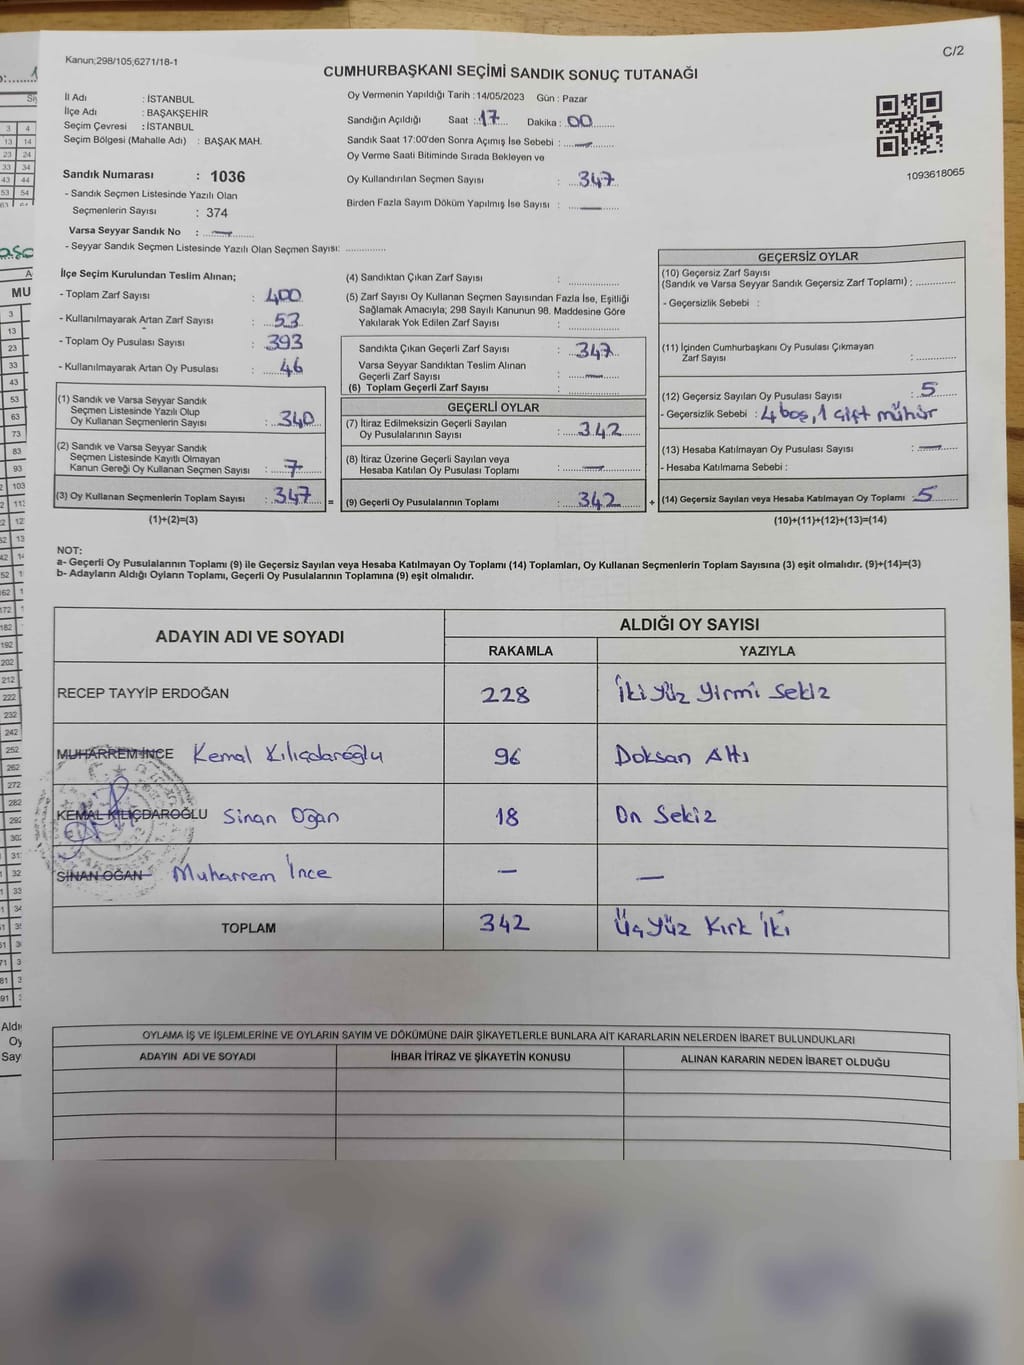 Kanun;298/105;6271/18-1
C/2
CUMHURBAŞKANI SEÇİMİ SANDIK SONUÇ TUTANAĞI
İl Adı : İSTANBUL
İlçe Adı : BAŞAKŞEHİR
Seçim Çevresi : İSTANBUL
Seçim Bölgesi (Mahalle Adı) : BAŞAK MAH.
Sandık Numarası : 1036
- Sandık Seçmen Listesinde Yazılı Olan
Seçmenlerin Sayısı : 374
Varsa Seyyar Sandık No : —
- Seyyar Sandık Seçmen Listesinde Yazılı Olan Seçmen Sayısı: ............
Oy Vermenin Yapıldığı Tarih : 14/05/2023 Gün : Pazar
Sandığın Açıldığı Saat : 17 Dakika : 00
Sandık Saat 17:00'den Sonra Açımış İse Sebebi : —
Oy Verme Saati Bitiminde Sırada Bekleyen ve
Oy Kullandırılan Seçmen Sayısı : 347
Birden Fazla Sayım Döküm Yapılmış İse Sayısı : —
1093618065
İlçe Seçim Kurulundan Teslim Alınan;
- Toplam Zarf Sayısı : 400
- Kullanılmayarak Artan Zarf Sayısı : 53
- Toplam Oy Pusulası Sayısı : 393
- Kullanılmayarak Artan Oy Pusulası : 46
(1) Sandık ve Varsa Seyyar Sandık
Seçmen Listesinde Yazılı Olup
Oy Kullanan Seçmenlerin Sayısı : 340
(2) Sandık ve Varsa Seyyar Sandık
Seçmen Listesinde Kayıtlı Olmayan
Kanun Gereği Oy Kullanan Seçmen Sayısı : 7
(3) Oy Kullanan Seçmenlerin Toplam Sayısı : 347 =
(1)+(2)=(3)
(4) Sandıktan Çıkan Zarf Sayısı :
(5) Zarf Sayısı Oy Kullanan Seçmen Sayısından Fazla İse, Eşitliği
Sağlamak Amacıyla; 298 Sayılı Kanunun 98. Maddesine Göre
Yakılarak Yok Edilen Zarf Sayısı :
Sandıkta Çıkan Geçerli Zarf Sayısı : 347
Varsa Seyyar Sandıktan Teslim Alınan
Geçerli Zarf Sayısı : —
(6) Toplam Geçerli Zarf Sayısı :
GEÇERLİ OYLAR
(7) İtiraz Edilmeksizin Geçerli Sayılan
Oy Pusulalarının Sayısı : 342
(8) İtiraz Üzerine Geçerli Sayılan veya
Hesaba Katılan Oy Pusulası Toplamı : —
(9) Geçerli Oy Pusulalarının Toplamı : 342 +
GEÇERSİZ OYLAR
(10) Geçersiz Zarf Sayısı
(Sandık ve Varsa Seyyar Sandık Geçersiz Zarf Toplamı) :
- Geçersizlik Sebebi :
(11) İçinden Cumhurbaşkanı Oy Pusulası Çıkmayan
Zarf Sayısı :
(12) Geçersiz Sayılan Oy Pusulası Sayısı : 5
- Geçersizlik Sebebi : 4 boş, 1 çift mühür
(13) Hesaba Katılmayan Oy Pusulası Sayısı : —
- Hesaba Katılmama Sebebi :
(14) Geçersiz Sayılan veya Hesaba Katılmayan Oy Toplamı : 5
(10)+(11)+(12)+(13)=(14)
NOT:
a- Geçerli Oy Pusulalarının Toplamı (9) ile Geçersiz Sayılan veya Hesaba Katılmayan Oy Toplamı (14) Toplamları, Oy Kullanan Seçmenlerin Toplam Sayısına (3) eşit olmalıdır. (9)+(14)=(3)
b- Adayların Aldığı Oyların Toplamı, Geçerli Oy Pusulalarının Toplamına (9) eşit olmalıdır.
ADAYIN ADI VE SOYADI ALDIĞI OY SAYISI
RAKAMLA YAZIYLA
RECEP TAYYİP ERDOĞAN 228 İki yüz yirmi sekiz
MUHARREM İNCE Kemal Kılıçdaroğlu 96 Doksan Altı
KEMAL KILIÇDAROĞLU Sinan Oğan 18 On Sekiz
SİNAN OĞAN Muharrem İnce — —
TOPLAM 342 Üç Yüz Kırk İki
OYLAMA İŞ VE İŞLEMLERİNE VE OYLARIN SAYIM VE DÖKÜMÜNE DAİR ŞİKAYETLERLE BUNLARA AİT KARARLARIN NELERDEN İBARET BULUNDUKLARI
ADAYIN ADI VE SOYADI İHBAR İTİRAZ VE ŞİKAYETİN KONUSU ALINAN KARARIN NEDEN İBARET OLDUĞU